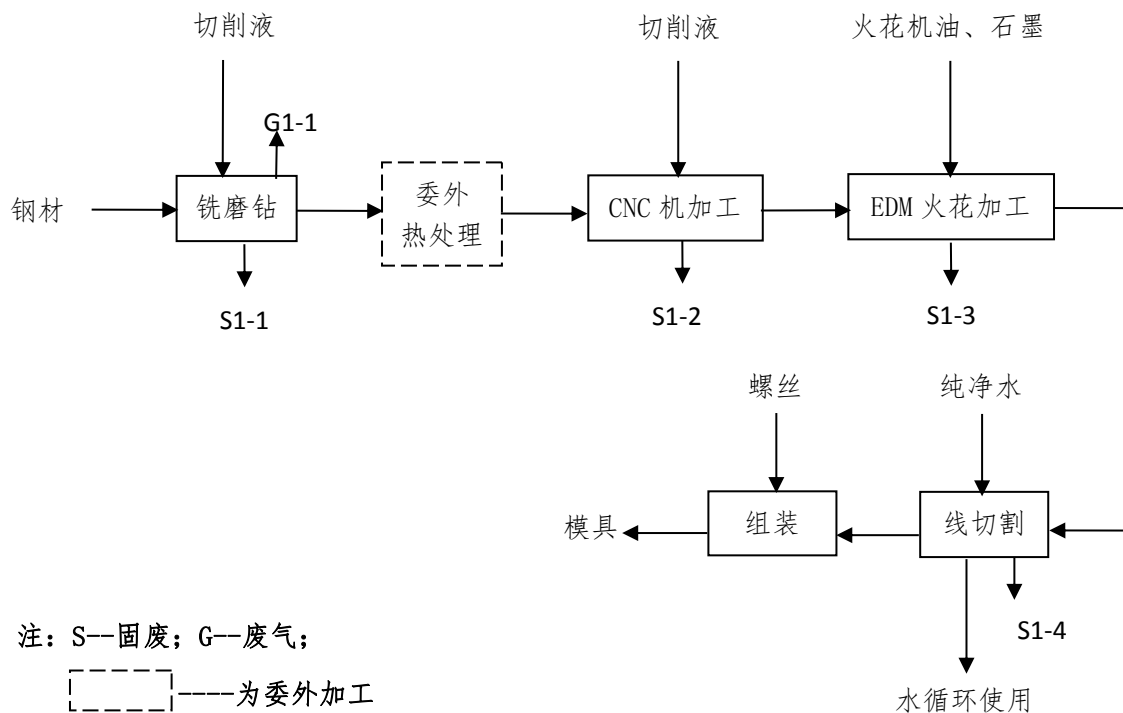 切削液
切削液
火花机油、石墨
G1-1
钢材
铣磨钻
委外
热处理
CNC 机加工
EDM 火花加工
S1-1
S1-2
S1-3
螺丝
纯净水
模具
组装
线切割
S1-4
水循环使用
注: S--固废; G--废气;
----为委外加工